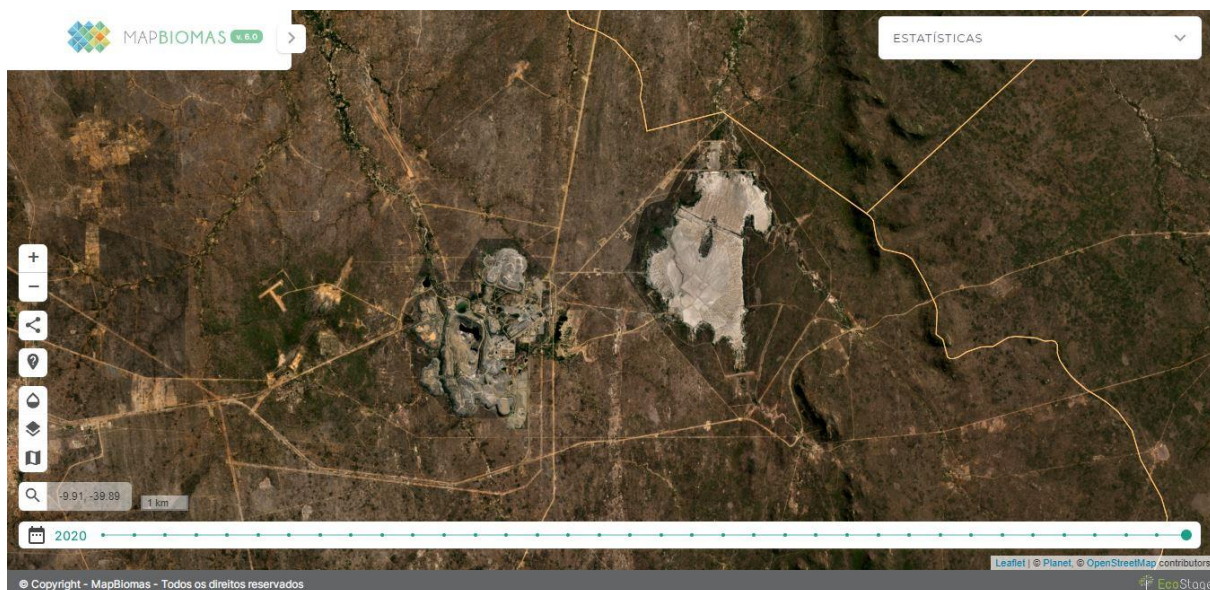 MAPBIOMAS v. 6.0
ESTATÍSTICAS
-9.91, -39.89
1 km
2020
Leaflet | © Planet, © OpenStreetMap contributors
© Copyright - MapBiomas - Todos os direitos reservados
EcoStage